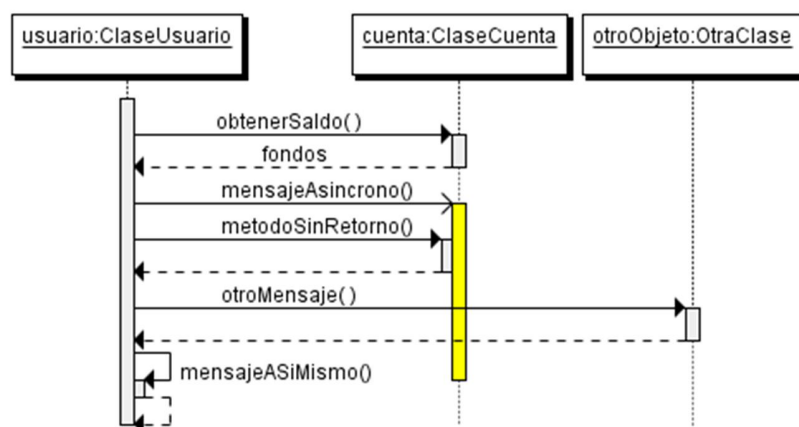 usuario:ClaseUsuario
cuenta:ClaseCuenta
otroObjeto:OtraClase
obtenerSaldo()
fondos
mensajeAsincrono()
metodoSinRetorno()
otroMensaje()
mensajeASiMismo()